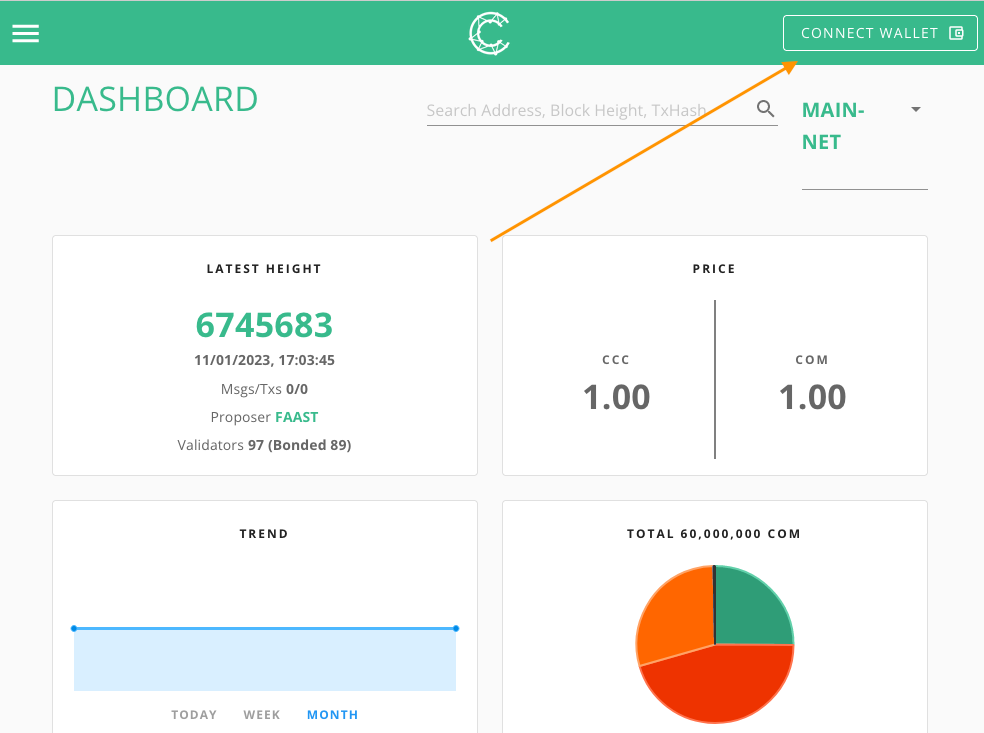 CONNECT WALLET
DASHBOARD
Search Address, Block Height, TxHash
MAIN-
NET
LATEST HEIGHT
6745683
11/01/2023, 17:03:45
Msgs/Txs 0/0
Proposer FAAST
Validators 97 (Bonded 89)
PRICE
CCC
1.00
COM
1.00
TREND
TODAY WEEK MONTH
TOTAL 60,000,000 COM